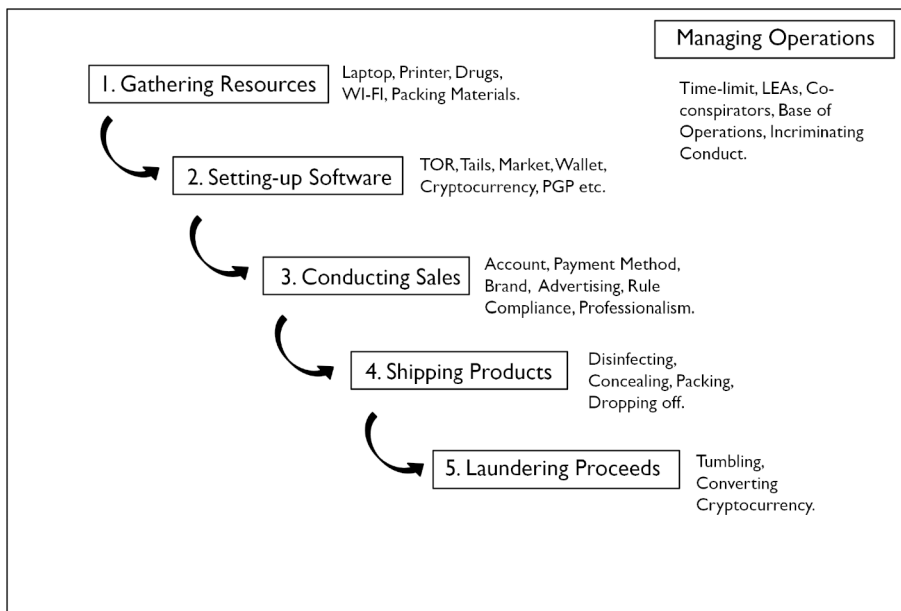 Managing Operations
Time-limit, LEAs, Co-
conspirators, Base of
Operations, Incriminating
Conduct.
1. Gathering Resources
Laptop, Printer, Drugs,
WI-FI, Packing Materials.
2. Setting-up Software
TOR, Tails, Market, Wallet,
Cryptocurrency, PGP etc.
3. Conducting Sales
Account, Payment Method,
Brand, Advertising, Rule
Compliance, Professionalism.
4. Shipping Products
Disinfecting,
Concealing, Packing,
Dropping off.
5. Laundering Proceeds
Tumbling,
Converting
Cryptocurrency.